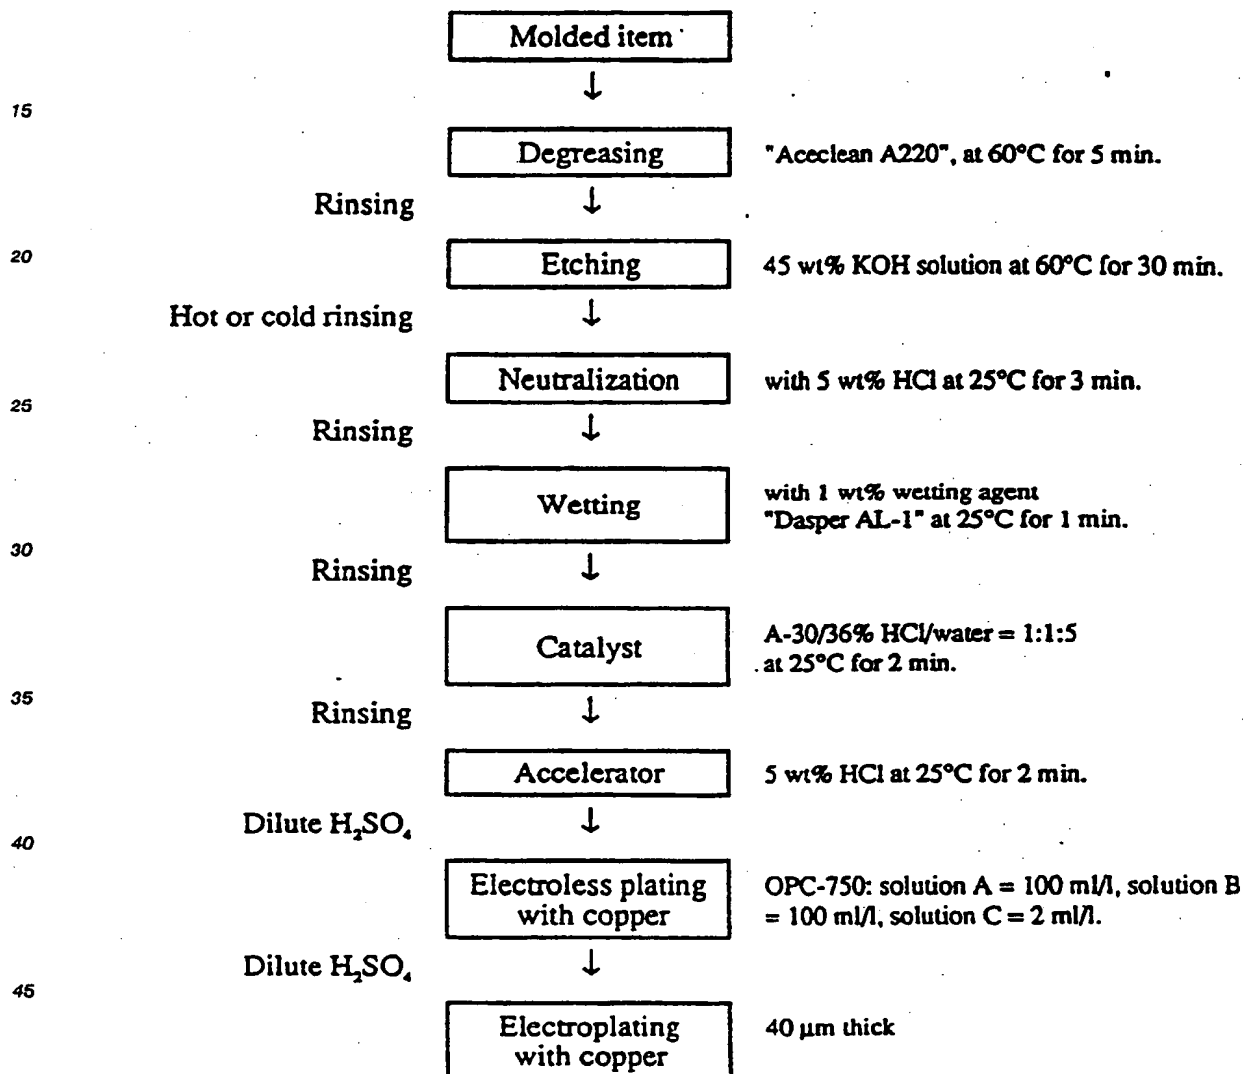 Molded item
↓
15
Degreasing "Aceclean A220", at 60°C for 5 min.
Rinsing ↓
20
Etching 45 wt% KOH solution at 60°C for 30 min.
Hot or cold rinsing ↓
Neutralization with 5 wt% HCl at 25°C for 3 min.
25
Rinsing ↓
Wetting with 1 wt% wetting agent
"Dasper AL-1" at 25°C for 1 min.
30
Rinsing ↓
Catalyst A-30/36% HCl/water = 1:1:5
at 25°C for 2 min.
35
Rinsing ↓
Accelerator 5 wt% HCl at 25°C for 2 min.
Dilute H₂SO₄ ↓
40
Electroless plating OPC-750: solution A = 100 ml/l, solution B
with copper = 100 ml/l, solution C = 2 ml/l.
Dilute H₂SO₄ ↓
45
Electroplating 40 μm thick
with copper